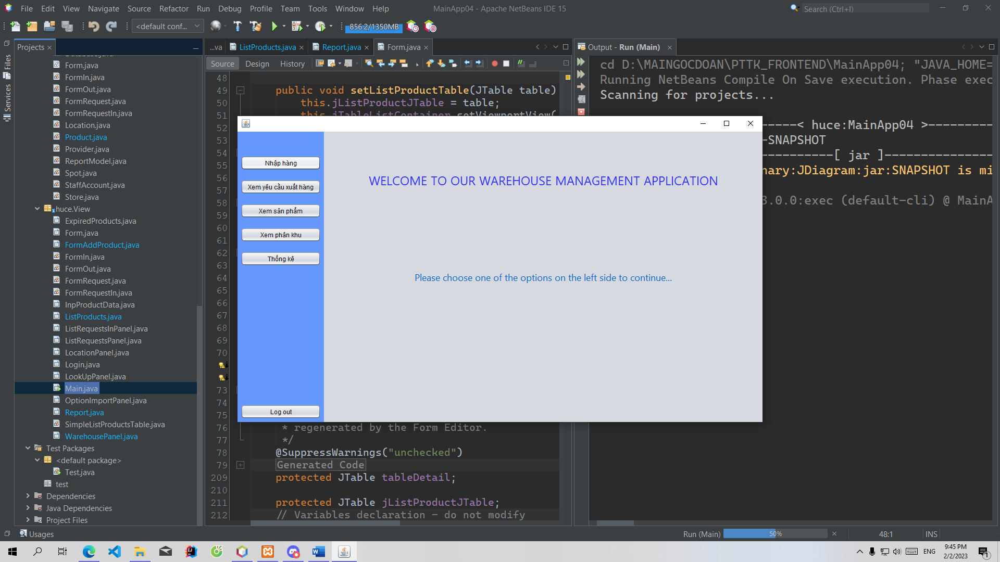 File Edit View Navigate Source Refactor Run Debug Profile Team Tools Window Help
MainApp04 - Apache NetBeans IDE 15
Search (Ctrl+I)
<default conf...
856.2/1350MB
Projects
...va ListProducts.java Report.java Form.java
Output - Run (Main)
Files
Services
Source Design History
Form.java
FormIn.java
FormOut.java
FormRequest.java
FormRequestIn.java
Location.java
Product.java
Provider.java
ReportModel.java
Spot.java
StaffAccount.java
Store.java
huce.View
ExpiredProducts.java
Form.java
FormAddProduct.java
FormIn.java
FormOut.java
FormRequest.java
FormRequestIn.java
InpProductData.java
ListProducts.java
ListRequestsInPanel.java
ListRequestsPanel.java
LocationPanel.java
Login.java
LookUpPanel.java
Main.java
OptionImportPanel.java
Report.java
SimpleListProductsTable.java
WarehousePanel.java
Test Packages
<default package>
Test.java
test
Dependencies
Java Dependencies
Project Files
48
49 public void setListProductTable(JTable table)
50 this.jListProductJTable = table;
51 this.jTableListContainer.setViewportView(
52
53
54
55
56
57
58
59
60
61
62
63
64
65
66
67
68
69
70
73
74
75
76 * regenerated by the Form Editor.
77 */
78 @SuppressWarnings("unchecked")
79 Generated Code
209 protected JTable tableDetail;
210
211 protected JTable jListProductJTable;
212 // Variables declaration - do not modify
Nhập hàng
Xem yêu cầu xuất hàng
Xem sản phẩm
Xem phân khu
Thống kê
Log out
WELCOME TO OUR WAREHOUSE MANAGEMENT APPLICATION
Please choose one of the options on the left side to continue...
cd D:\MAINGOCDOAN\PTTK_FRONTEND\MainApp04; "JAVA_HOME=
Running NetBeans Compile On Save execution. Phase exec
Scanning for projects...
-----< huce:MainApp04 >----------
-SNAPSHOT
----------[ jar ]---------------
nary:JDiagram:jar:SNAPSHOT is mi
3.0.0:exec (default-cli) @ MainA
Usages
Run (Main) 50%
48:1 INS
ENG
9:45 PM
2/2/2023
1